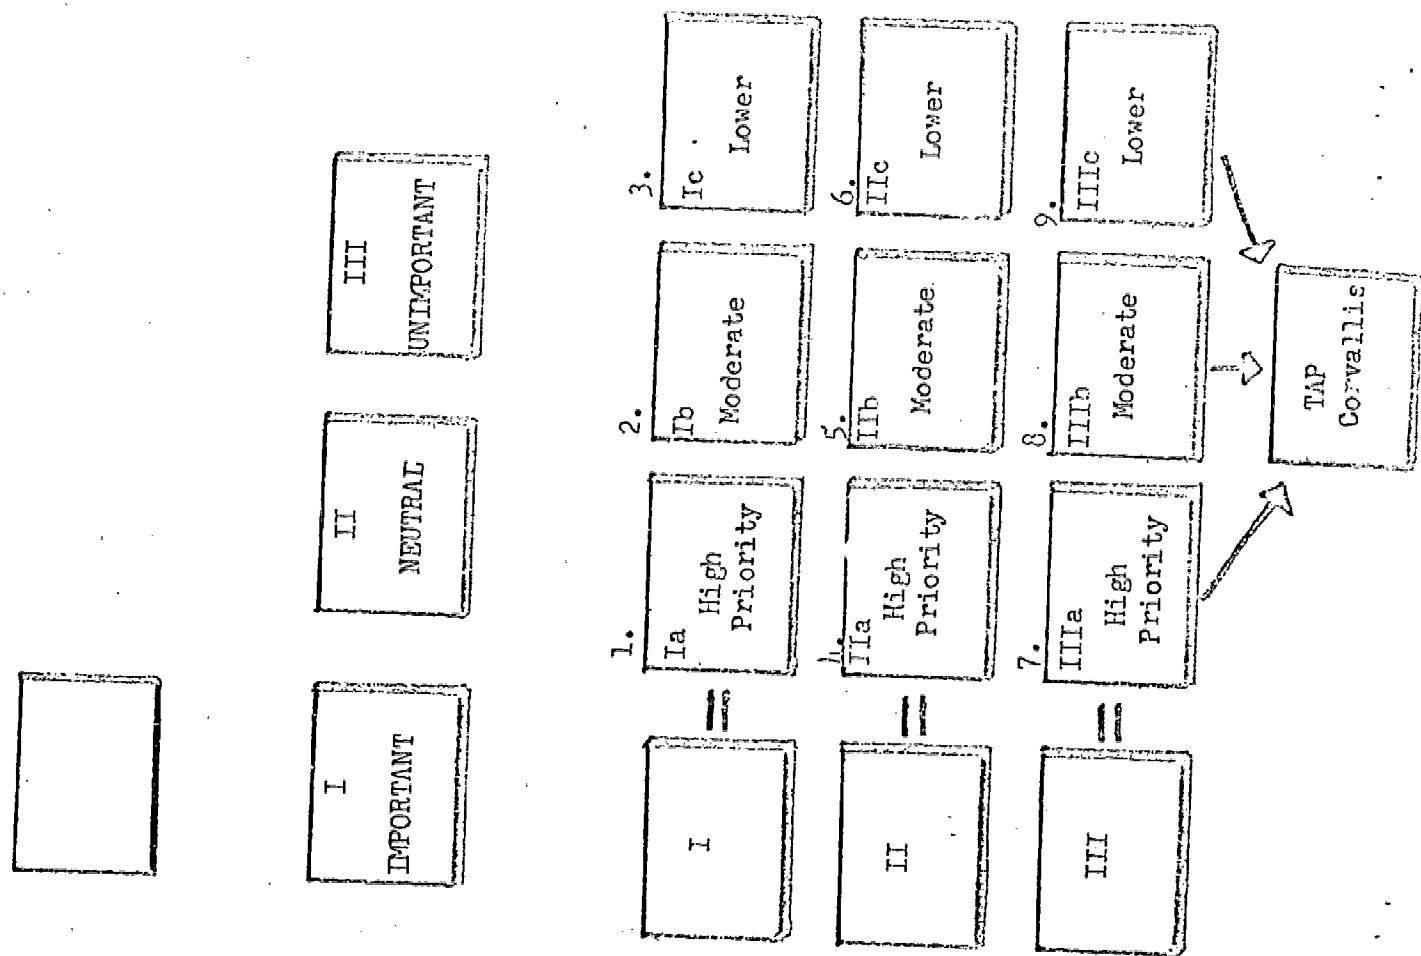 I
IMPORTANT
II
NEUTRAL
III
UNIMPORTANT
I
=
1.
Ia
High
Priority
2.
Ib
Moderate
3.
Ic
Lower
II
=
4.
IIa
High
Priority
5.
IIb
Moderate
6.
IIc
Lower
III
=
7.
IIIa
High
Priority
8.
IIIb
Moderate
9.
IIIc
Lower
TAP
Corvallis